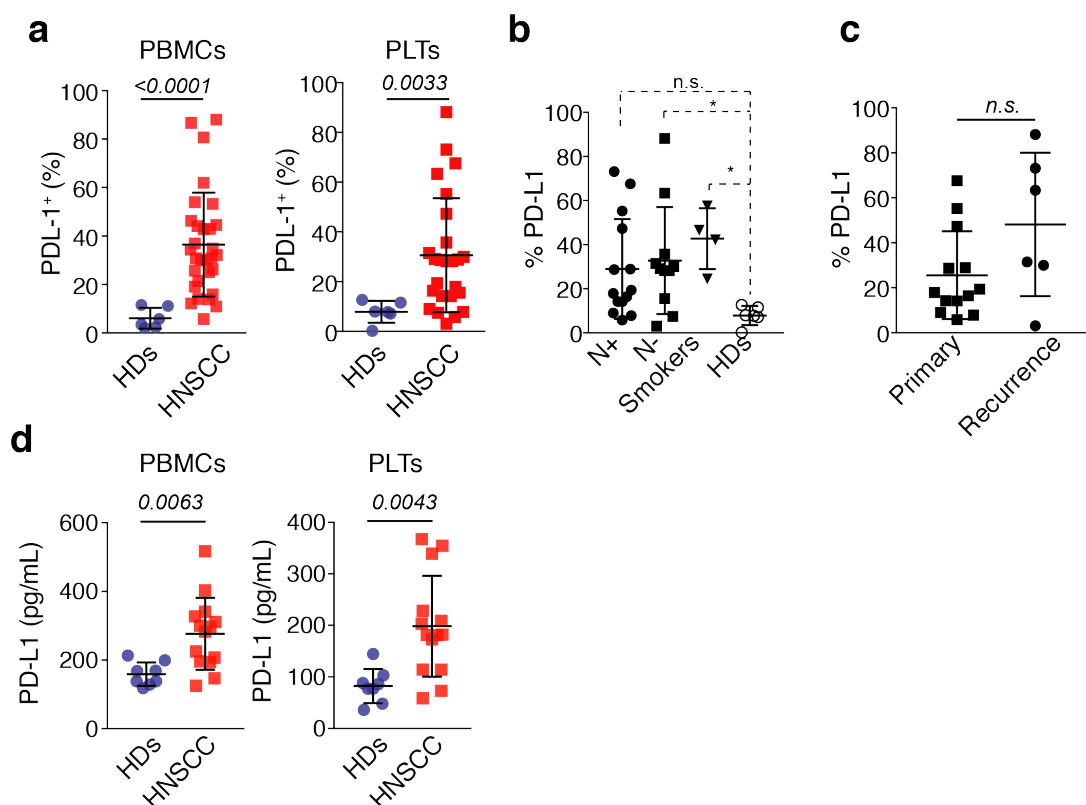 a
PBMCs
<0.0001
PDL-1+ (%)
100
80
60
40
20
0
HDs
HNSCC
PLTs
0.0033
PDL-1+ (%)
100
80
60
40
20
0
HDs
HNSCC
b
n.s.
*
*
% PD-L1
100
80
60
40
20
0
N+
N-
Smokers
HDs
c
n.s.
% PD-L1
100
80
60
40
20
0
Primary
Recurrence
d
PBMCs
0.0063
PD-L1 (pg/mL)
600
400
200
0
HDs
HNSCC
PLTs
0.0043
PD-L1 (pg/mL)
400
300
200
100
0
HDs
HNSCC